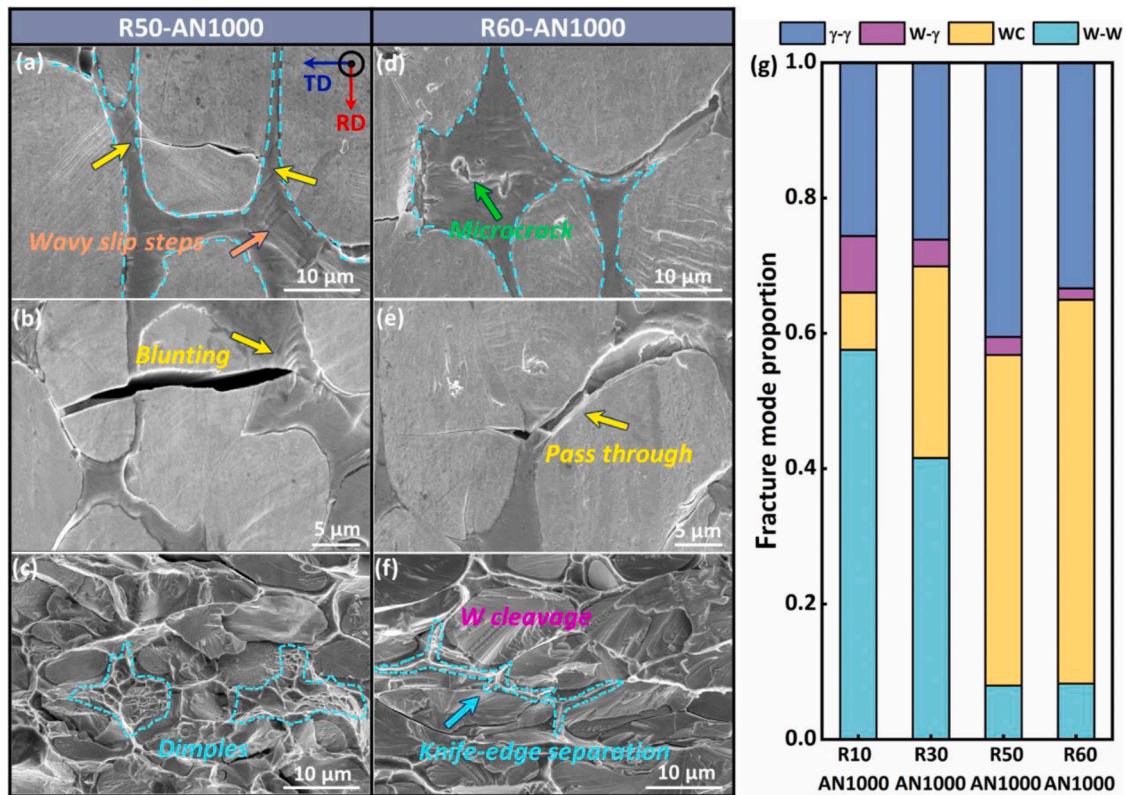 R50-AN1000
R60-AN1000
γ-γ W-γ WC W-W
(a)
TD
RD
Wavy slip steps
10 μm
(d)
Microcrack
10 μm
(b)
Blunting
5 μm
(e)
Pass through
5 μm
(c)
Dimples
10 μm
(f)
W cleavage
Knife-edge separation
10 μm
(g)
Fracture mode proportion
1.0
0.8
0.6
0.4
0.2
0.0
R10 R30 R50 R60
AN1000 AN1000 AN1000 AN1000